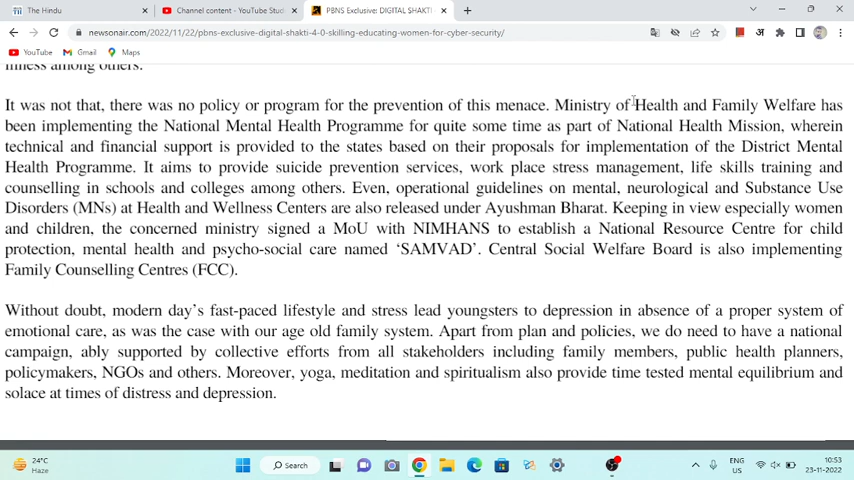 The Hindu
Channel content - YouTube Stud
PBNS Exclusive: DIGITAL SHAKTI
newsonair.com/2022/11/22/pbns-exclusive-digital-shakti-4-0-skilling-educating-women-for-cyber-security/
YouTube Gmail Maps
illness among others.
It was not that, there was no policy or program for the prevention of this menace. Ministry of Health and Family Welfare has
been implementing the National Mental Health Programme for quite some time as part of National Health Mission, wherein
technical and financial support is provided to the states based on their proposals for implementation of the District Mental
Health Programme. It aims to provide suicide prevention services, work place stress management, life skills training and
counselling in schools and colleges among others. Even, operational guidelines on mental, neurological and Substance Use
Disorders (MNs) at Health and Wellness Centers are also released under Ayushman Bharat. Keeping in view especially women
and children, the concerned ministry signed a MoU with NIMHANS to establish a National Resource Centre for child
protection, mental health and psycho-social care named ‘SAMVAD’. Central Social Welfare Board is also implementing
Family Counselling Centres (FCC).
Without doubt, modern day’s fast-paced lifestyle and stress lead youngsters to depression in absence of a proper system of
emotional care, as was the case with our age old family system. Apart from plan and policies, we do need to have a national
campaign, ably supported by collective efforts from all stakeholders including family members, public health planners,
policymakers, NGOs and others. Moreover, yoga, meditation and spiritualism also provide time tested mental equilibrium and
solace at times of distress and depression.
24°C
Haze
Search
ENG
US
10:53
23-11-2022